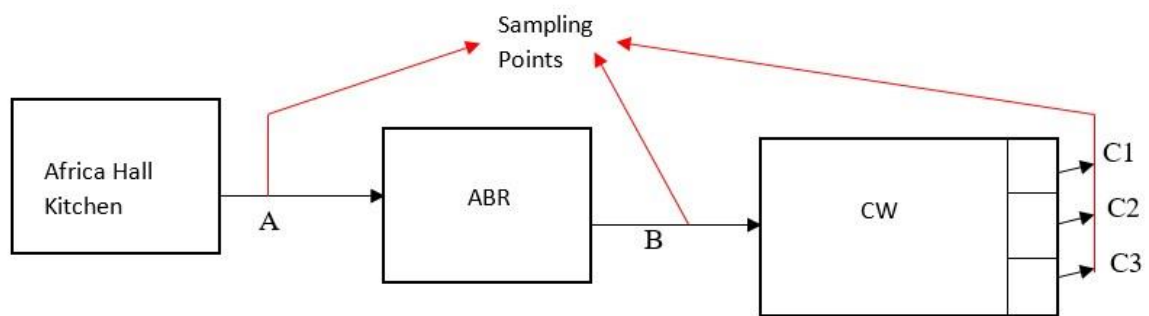 Sampling
Points
Africa Hall
Kitchen
A
ABR
B
CW
C1
C2
C3